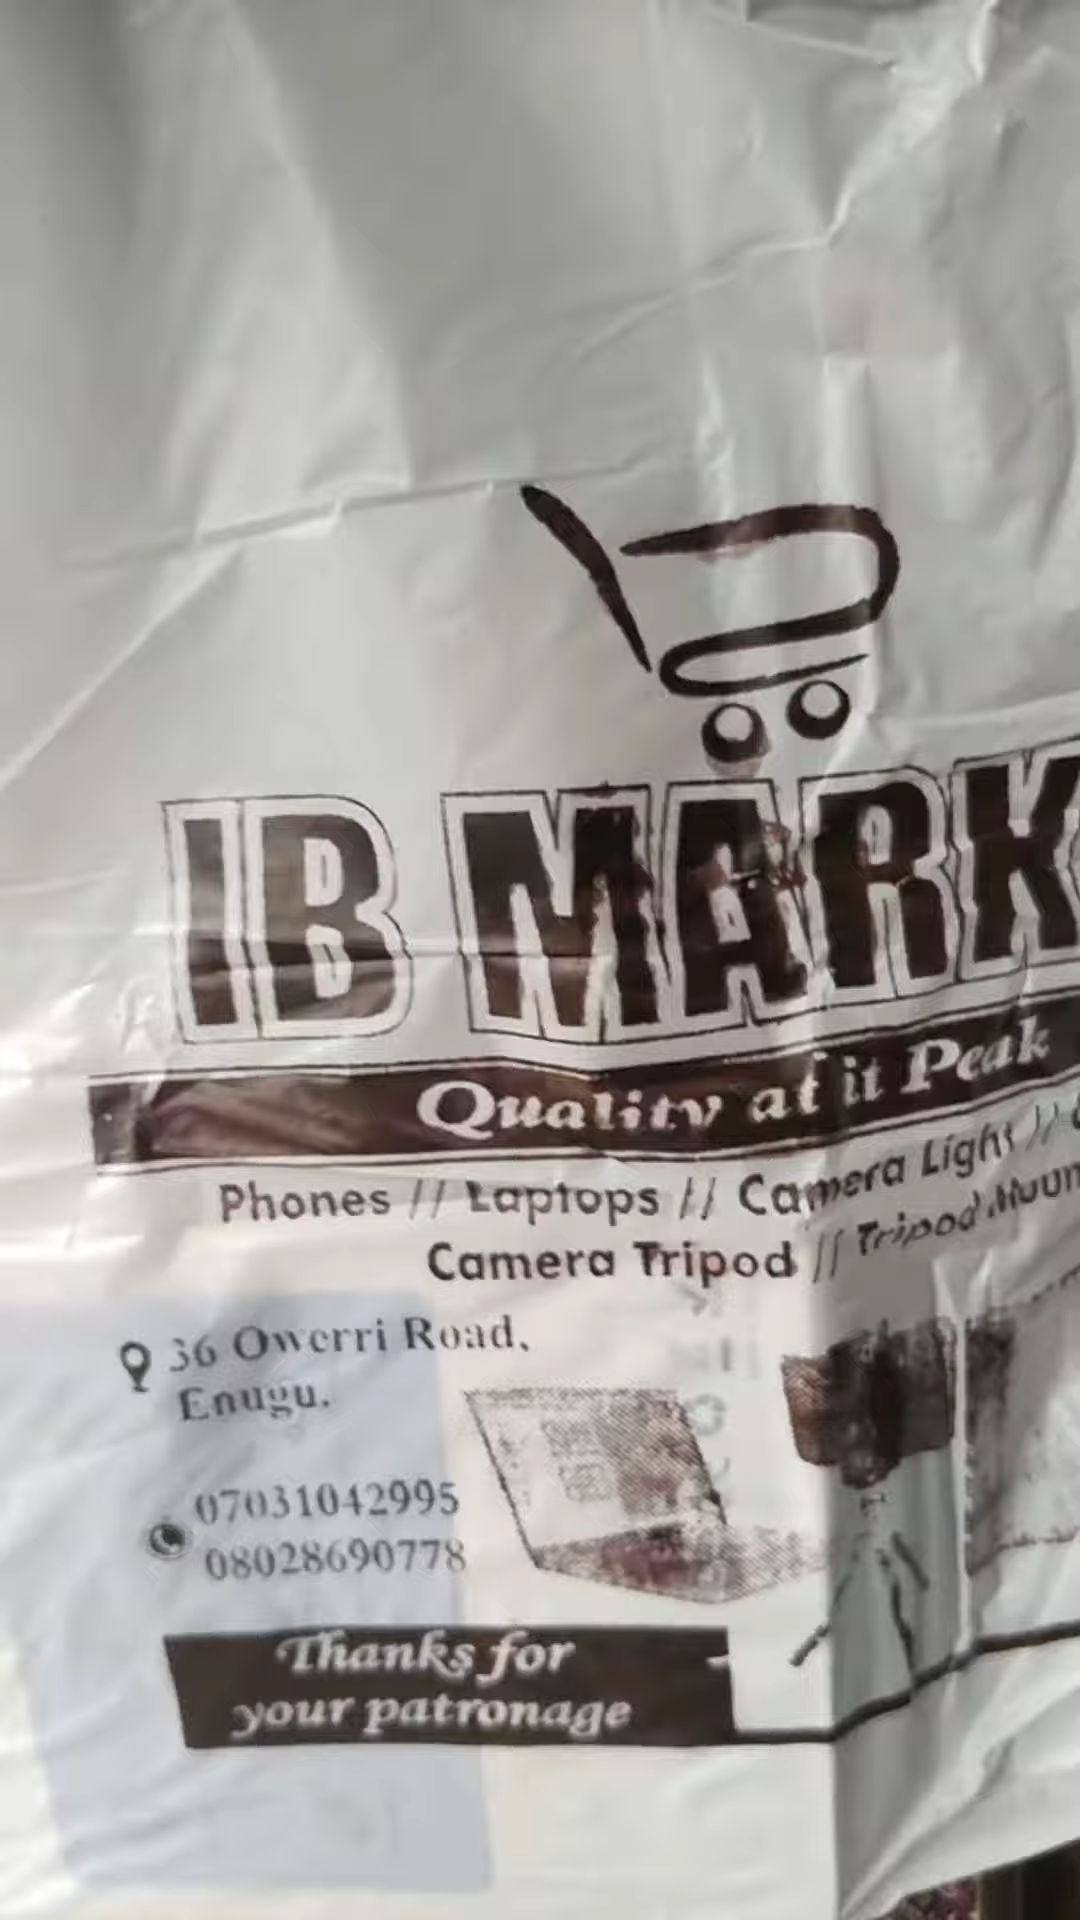 IB MARK
Quality at it Peak
Phones // Laptops // Camera Light //
Camera Tripod // Tripod
36 Owerri Road,
Enugu.
07031042995
08028690778
Thanks for
your patronage